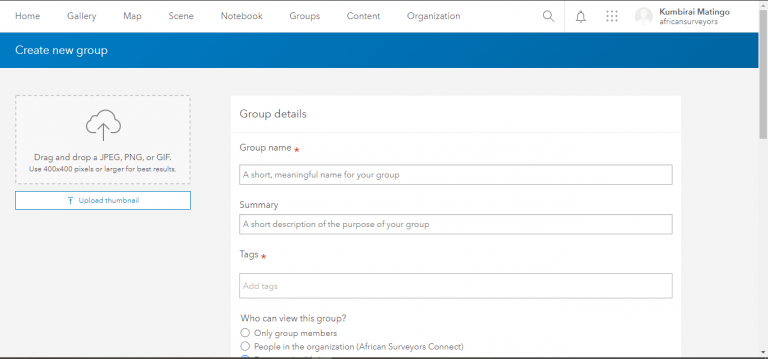 Home Gallery Map Scene Notebook Groups Content Organization
Kumbirai Matingo
africansurveyors
Create new group
Drag and drop a JPEG, PNG, or GIF.
Use 400x400 pixels or larger for best results.
Upload thumbnail
Group details
Group name *
A short, meaningful name for your group
Summary
A short description of the purpose of your group
Tags *
Add tags
Who can view this group?
Only group members
People in the organization (African Surveyors Connect)